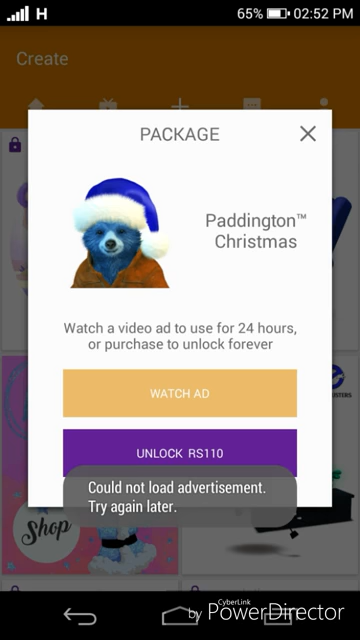 H 65% 02:52 PM
Create
PACKAGE
Paddington™
Christmas
Watch a video ad to use for 24 hours,
or purchase to unlock forever
WATCH AD
UNLOCK RS110
Could not load advertisement.
Try again later.
Shop
CyberLink
by PowerDirector